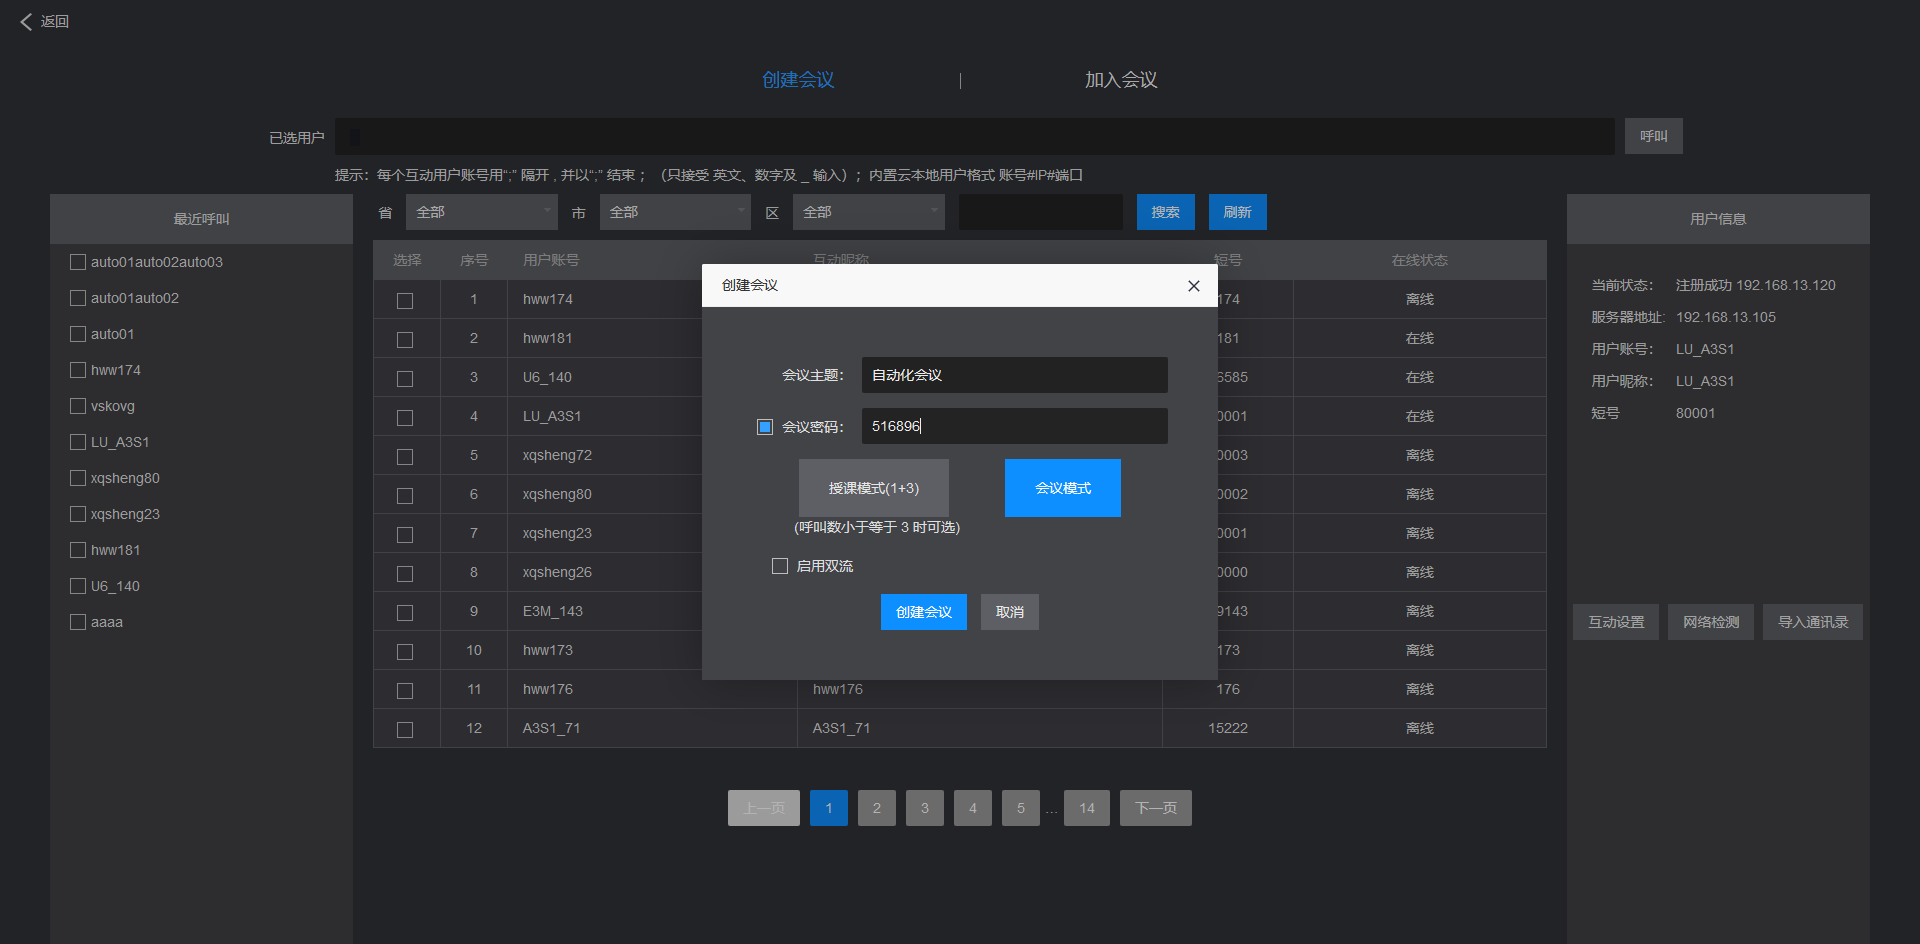 返回
创建会议 | 加入会议
已选用户 呼叫
提示：每个互动用户账号用“;” 隔开 , 并以“;” 结束； （只接受 英文、数字及 _ 输入）；内置云本地用户格式 账号#IP#端口
最近呼叫
auto01auto02auto03
auto01auto02
auto01
hww174
vskovg
LU_A3S1
xqsheng80
xqsheng23
hww181
U6_140
aaaa
省 全部 市 全部 区 全部 搜索 刷新
选择 序号 用户账号 互动昵称 短号 在线状态
1 hww174 174 离线
2 hww181 181 在线
3 U6_140 6585 在线
4 LU_A3S1 0001 在线
5 xqsheng72 0003 离线
6 xqsheng80 0002 离线
7 xqsheng23 0001 离线
8 xqsheng26 0000 离线
9 E3M_143 9143 离线
10 hww173 173 离线
11 hww176 hww176 176 离线
12 A3S1_71 A3S1_71 15222 离线
创建会议
会议主题： 自动化会议
会议密码： 516896
授课模式(1+3) 会议模式
(呼叫数小于等于 3 时可选)
启用双流
创建会议 取消
上一页 1 2 3 4 5 ... 14 下一页
用户信息
当前状态： 注册成功 192.168.13.120
服务器地址: 192.168.13.105
用户账号： LU_A3S1
用户昵称： LU_A3S1
短号 80001
互动设置 网络检测 导入通讯录